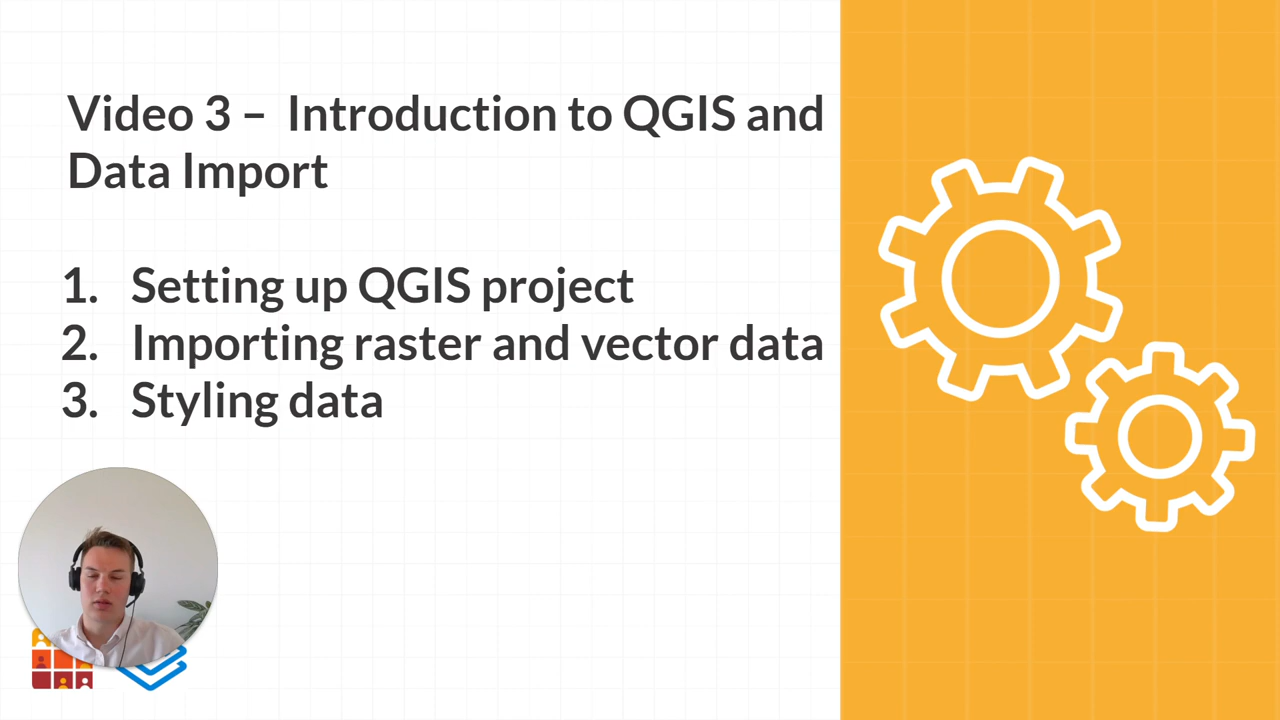 Video 3 – Introduction to QGIS and
Data Import
1. Setting up QGIS project
2. Importing raster and vector data
3. Styling data